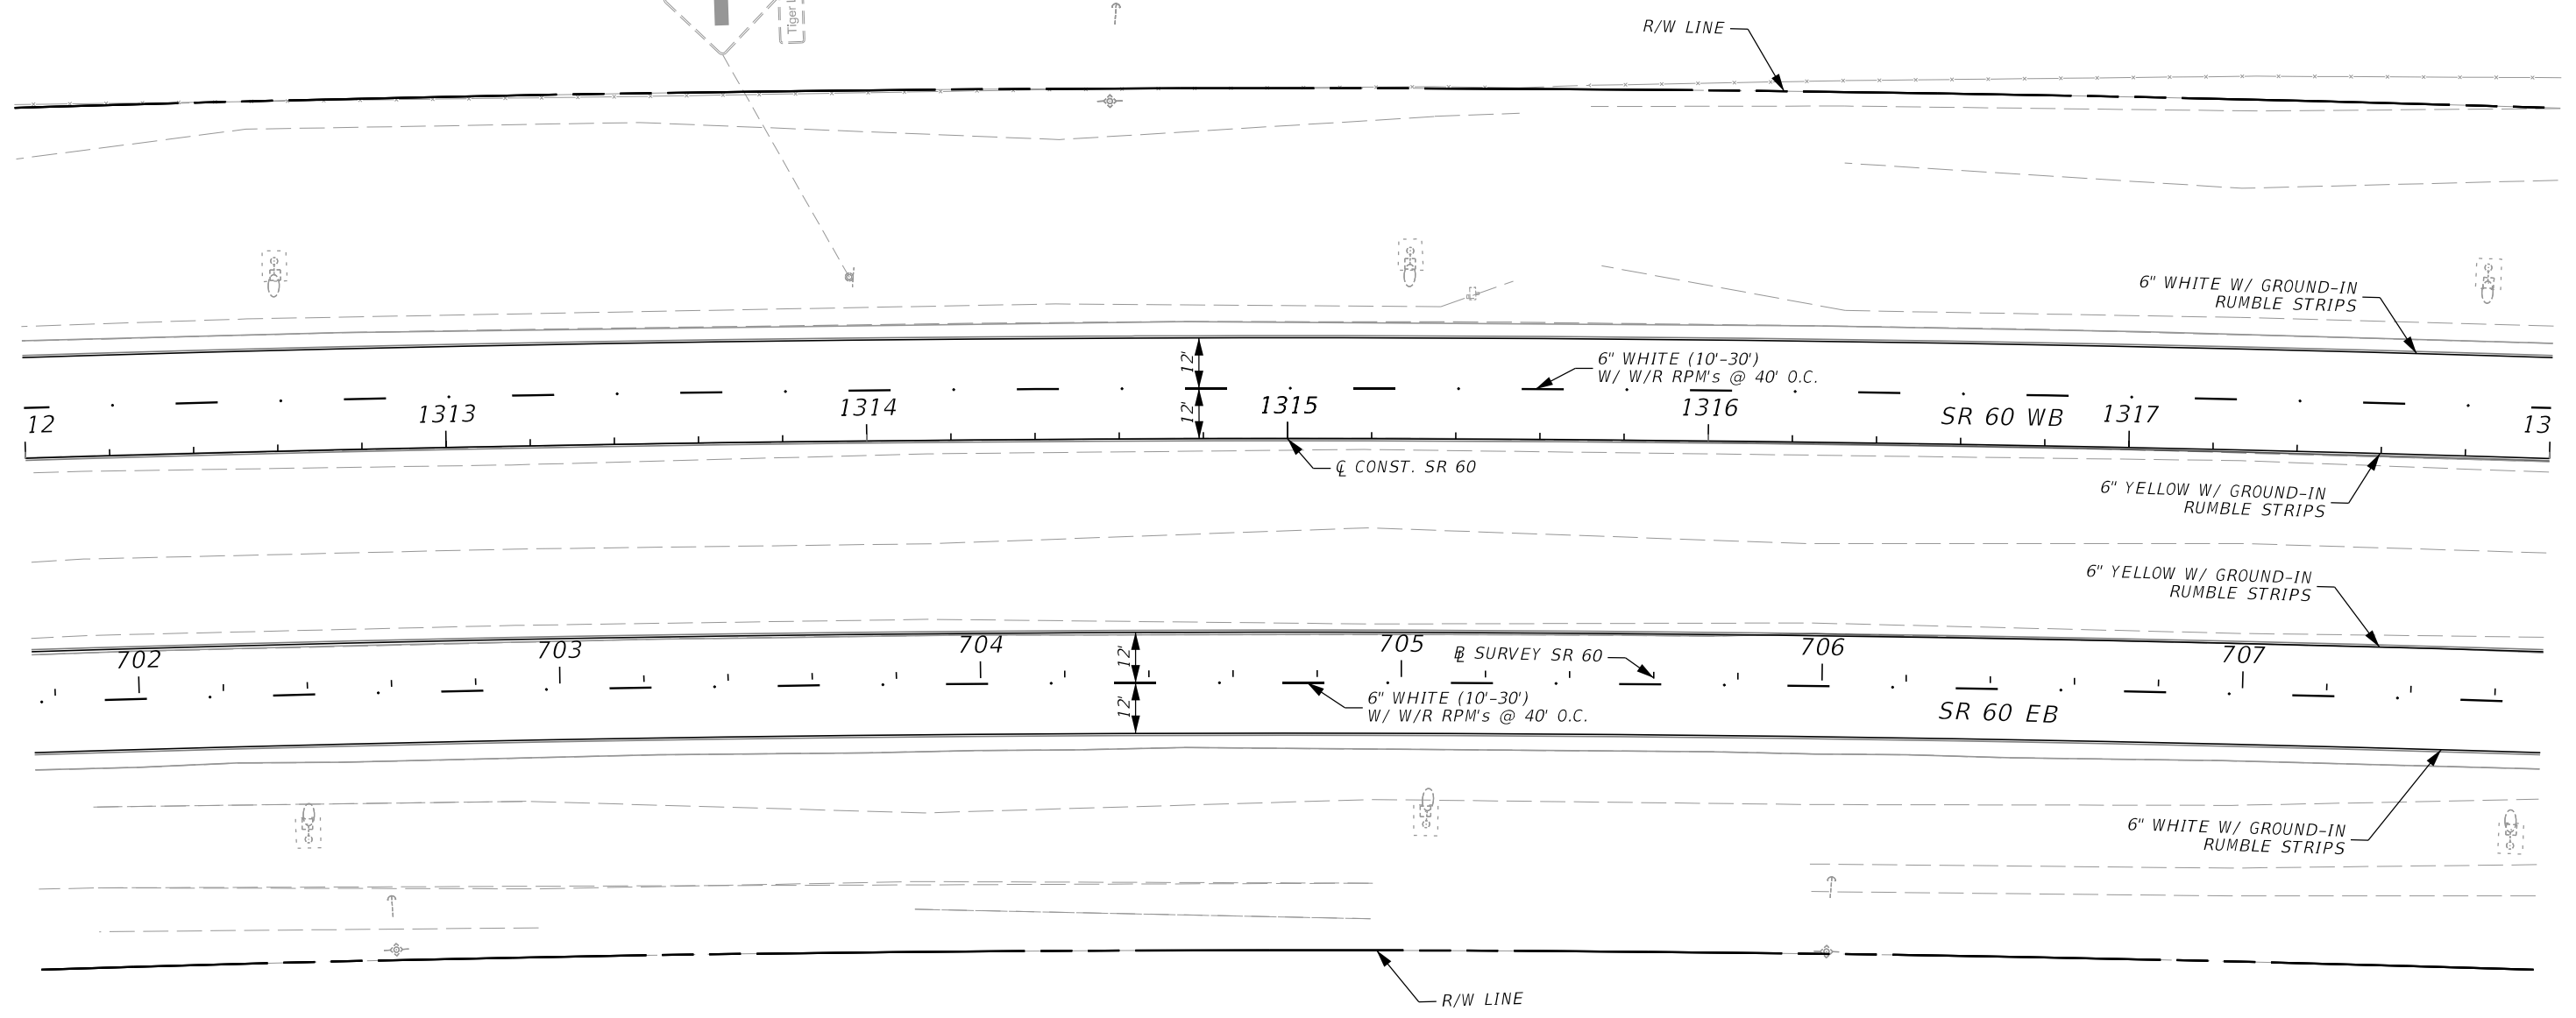 Tiger
R/W LINE
6" WHITE W/ GROUND-IN
RUMBLE STRIPS
12'
6" WHITE (10'-30')
W/ W/R RPM's @ 40' O.C.
12
1313
1314
12'
1315
1316
SR 60 WB
1317
13
℄ CONST. SR 60
6" YELLOW W/ GROUND-IN
RUMBLE STRIPS
6" YELLOW W/ GROUND-IN
RUMBLE STRIPS
702
703
704
12'
705
SURVEY SR 60
706
707
12'
6" WHITE (10'-30')
W/ W/R RPM's @ 40' O.C.
SR 60 EB
6" WHITE W/ GROUND-IN
RUMBLE STRIPS
R/W LINE